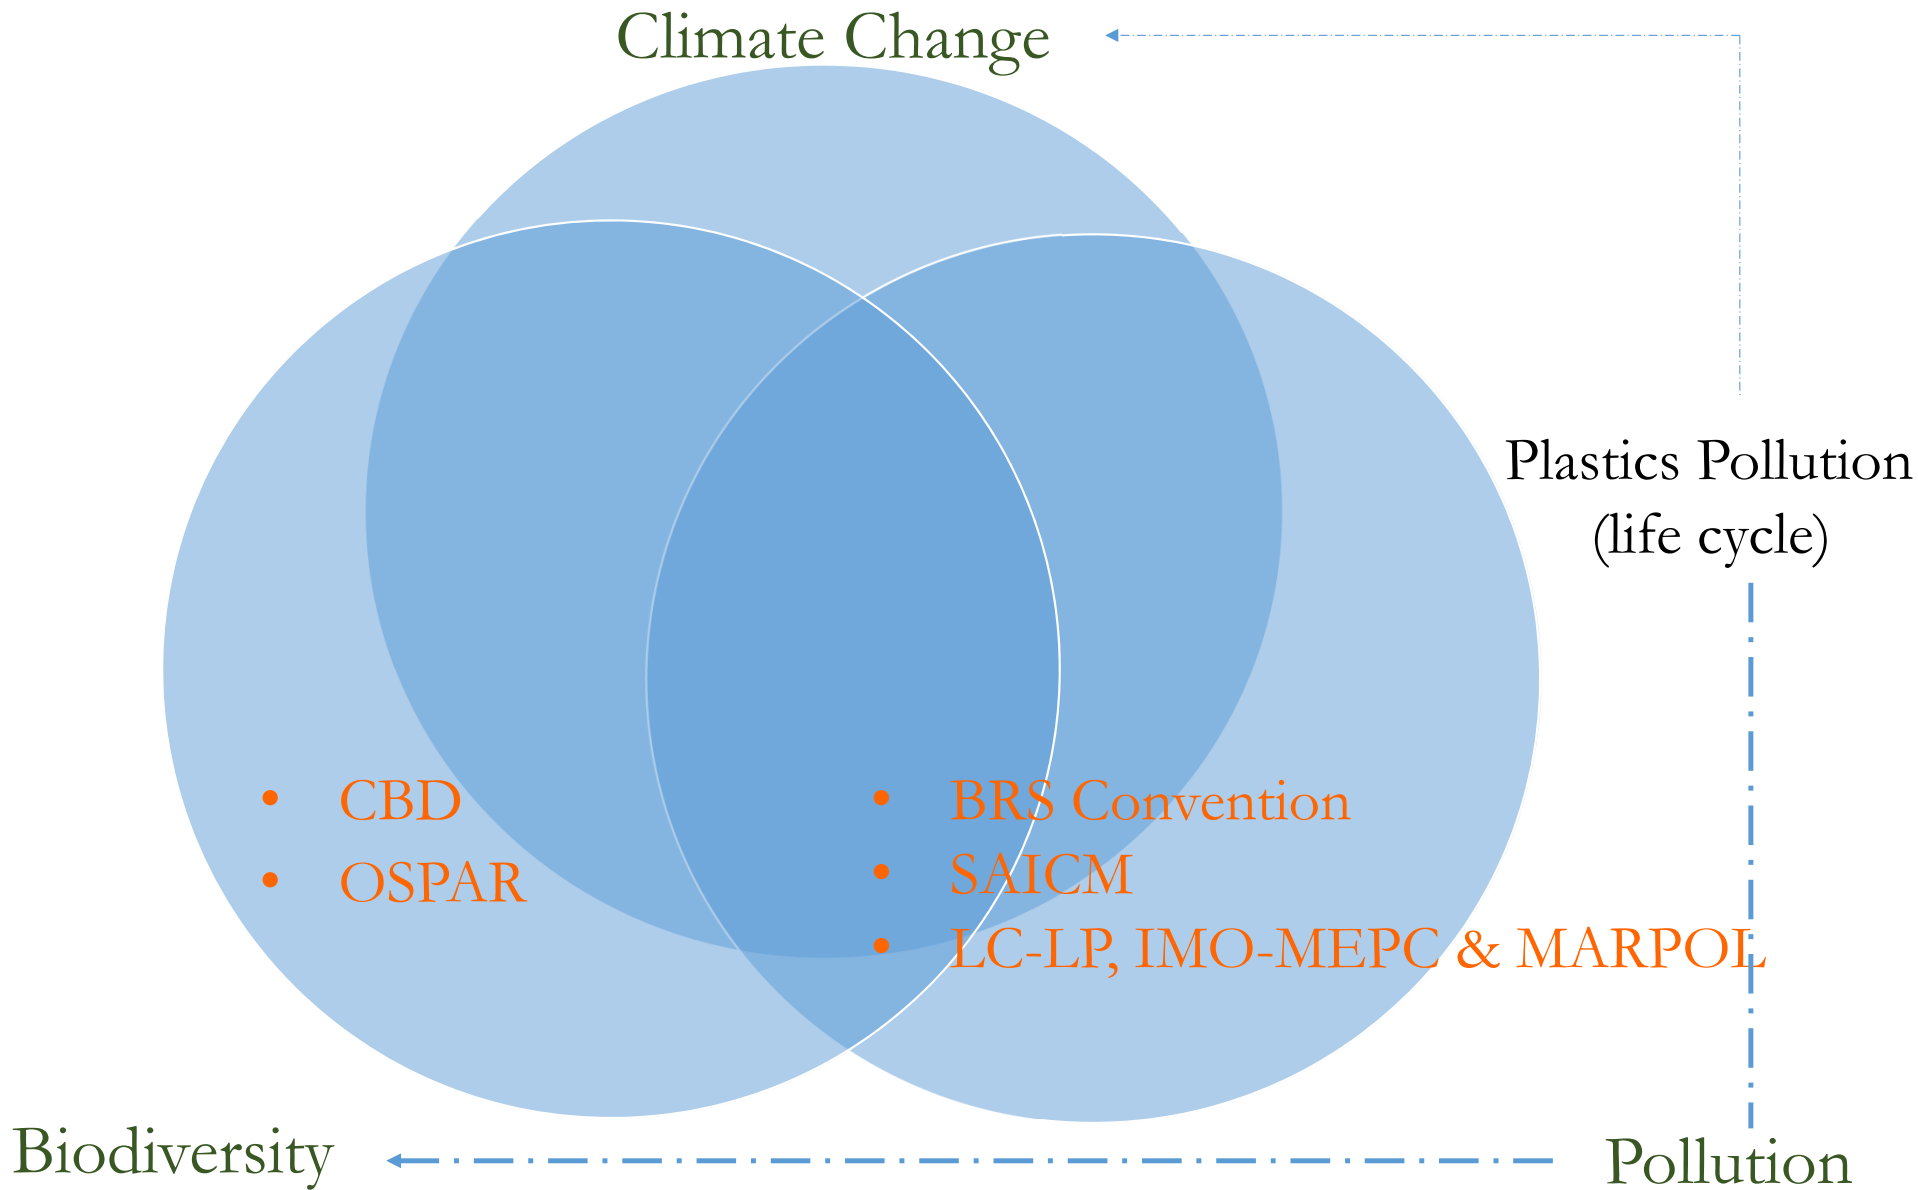 Climate Change
Plastics Pollution
(life cycle)
• CBD
• OSPAR
• BRS Convention
• SAICM
• LC-LP, IMO-MEPC & MARPOL
Biodiversity
Pollution